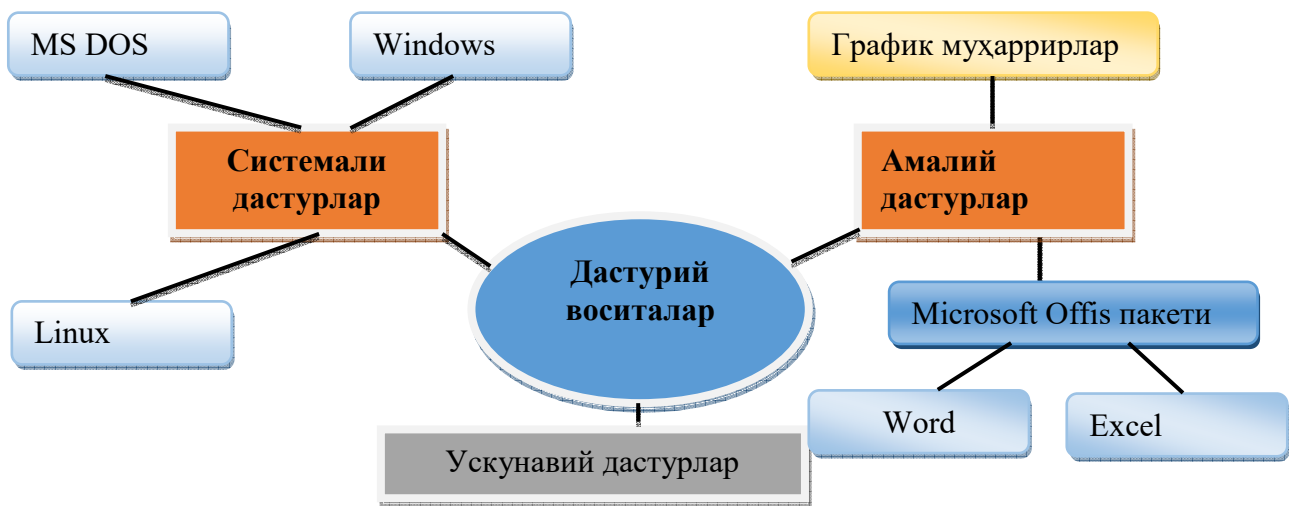 MS DOS
Windows
График муҳаррирлар
Системали
дастурлар
Амалий
дастурлар
Дастурий
воситалар
Linux
Microsoft Offis пакети
Word
Excel
Ускунавий дастурлар